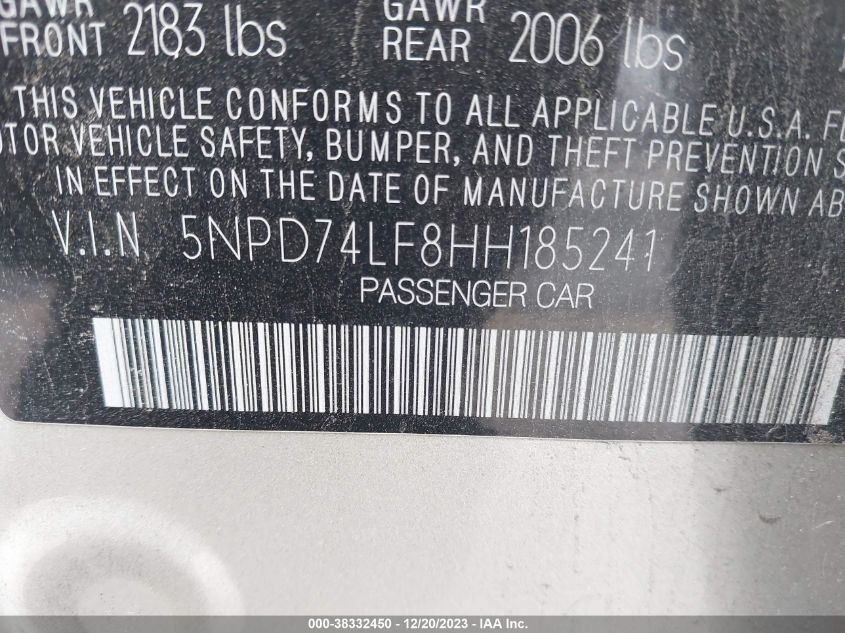 GAWR FRONT 2183 lbs GAWR REAR 2006 lbs
THIS VEHICLE CONFORMS TO ALL APPLICABLE U.S.A.
VEHICLE SAFETY, BUMPER, AND THEFT PREVENTION
IN EFFECT ON THE DATE OF MANUFACTURE SHOWN
V.I.N 5NPD74LF8HH185241
PASSENGER CAR
000-38332450 - 12/20/2023 - IAA Inc.